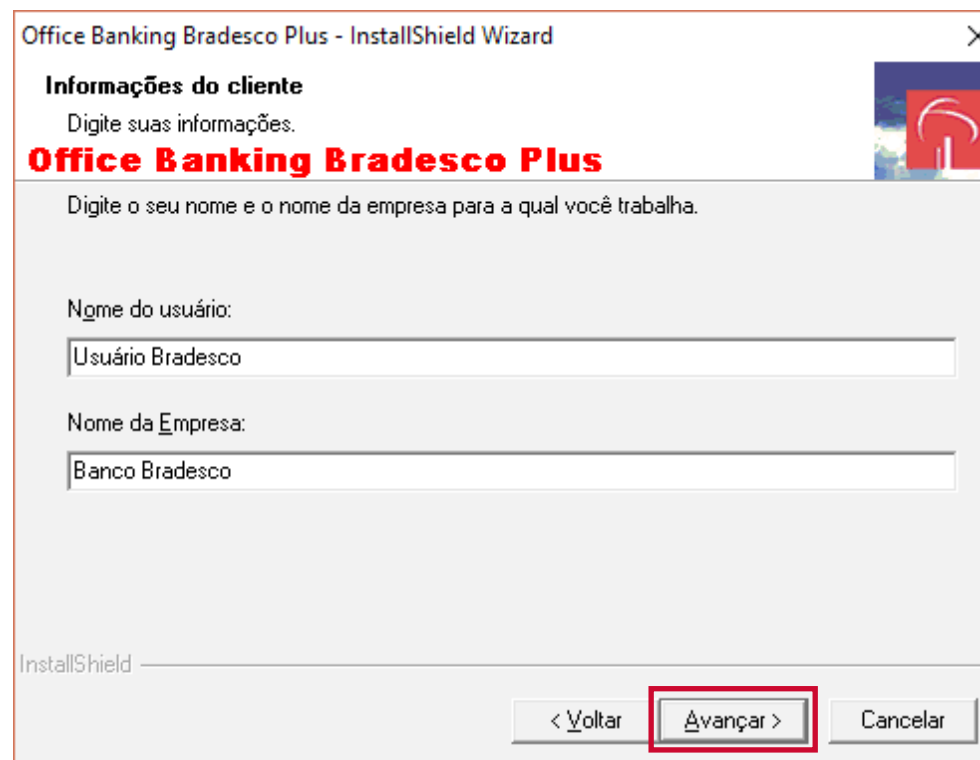 Office Banking Bradesco Plus - InstallShield Wizard
Informações do cliente
Digite suas informações.
Office Banking Bradesco Plus
Digite o seu nome e o nome da empresa para a qual você trabalha.
Nome do usuário:
Usuário Bradesco
Nome da Empresa:
Banco Bradesco
InstallShield
< Voltar Avançar > Cancelar